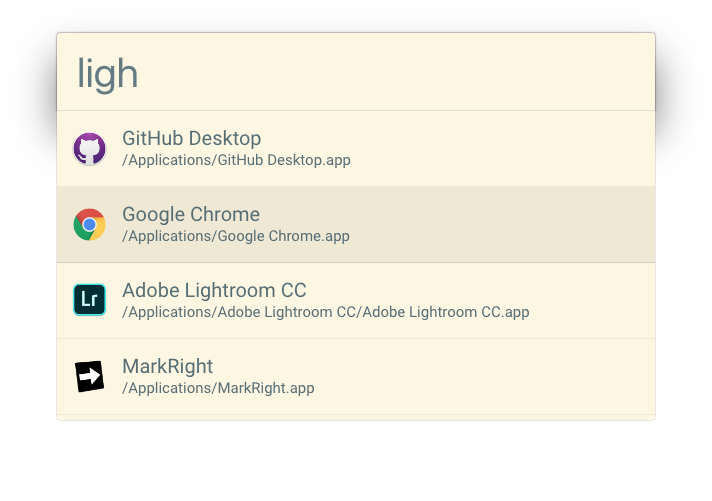 ligh
GitHub Desktop
/Applications/GitHub Desktop.app
Google Chrome
/Applications/Google Chrome.app
Lr
Adobe Lightroom CC
/Applications/Adobe Lightroom CC/Adobe Lightroom CC.app
MarkRight
/Applications/MarkRight.app